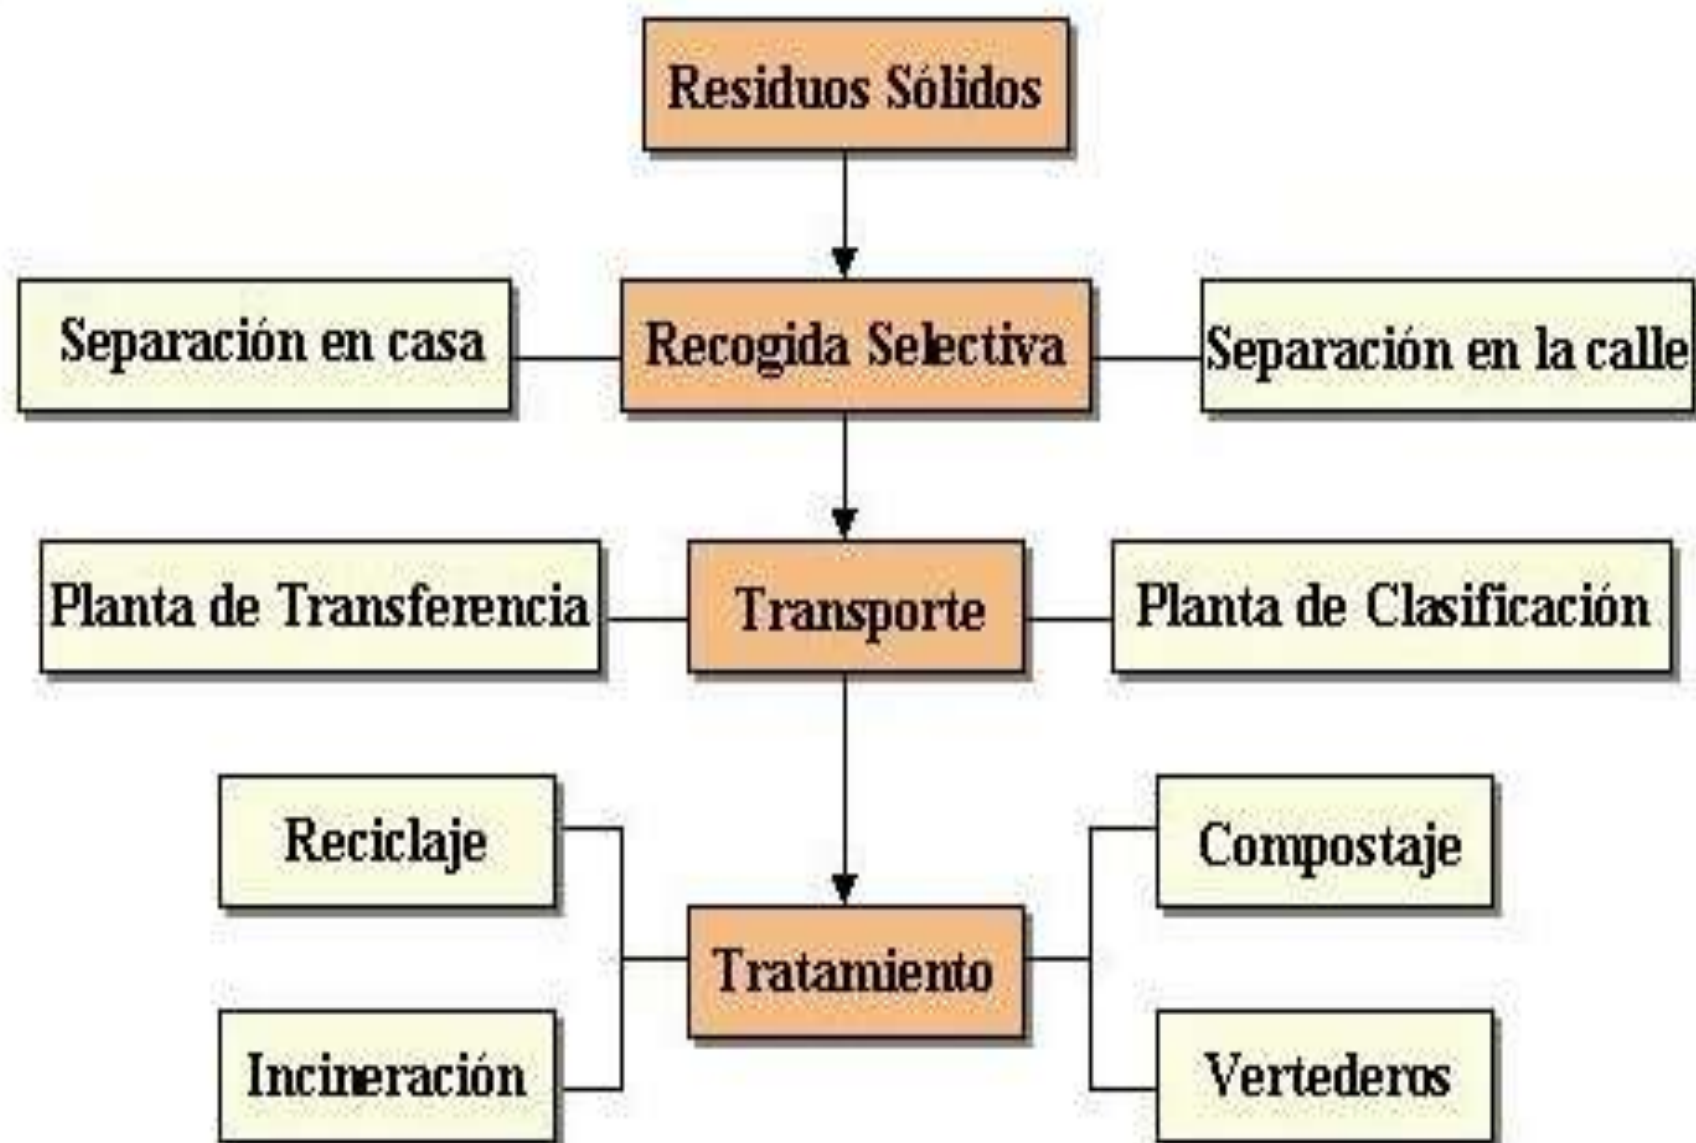 Residuos Sólidos
Separación en casa
Recogida Selectiva
Separación en la calle
Planta de Transferencia
Transporte
Planta de Clasificación
Reciclaje
Compostaje
Tratamiento
Incineración
Vertederos